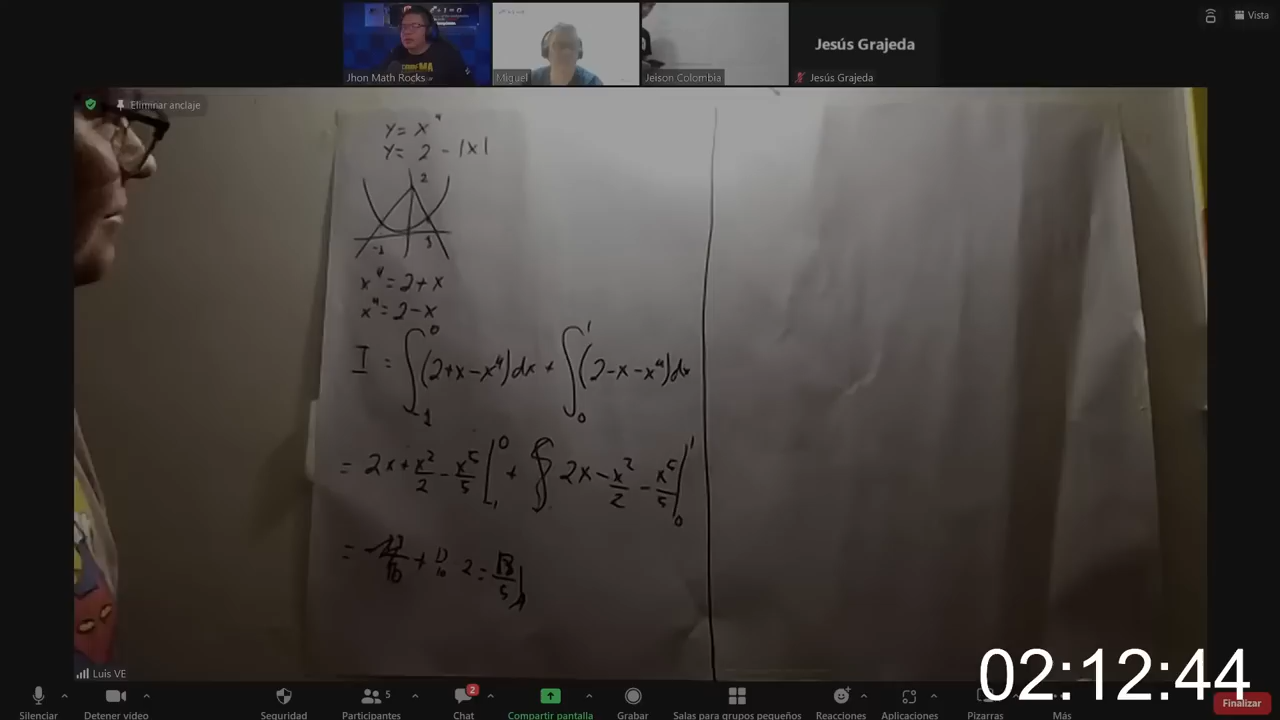 Jhon Math Rocks
Miguel
Jeison Colombia
Jesús Grajeda
Jesús Grajeda
Vista
Eliminar anclaje
y = x⁴
y = 2 - |x|
2
-1 1
x⁴ = 2 + x
x⁴ = 2 - x
I = ∫₋₁⁰ (2+x-x⁴)dx + ∫₀¹ (2-x-x⁴)dx
= 2x + x²/2 - x⁵/5 |₋₁⁰ + ∫ 2x - x²/2 - x⁵/5 |₀¹
13/10 2 = 13/5
Luis VE
02:12:44
Silenciar
Detener video
Seguridad
Participantes 5
Chat 2
Compartir pantalla
Grabar
Salas para grupos pequeños
Reacciones
Aplicaciones
Pizarras
Más
Finalizar